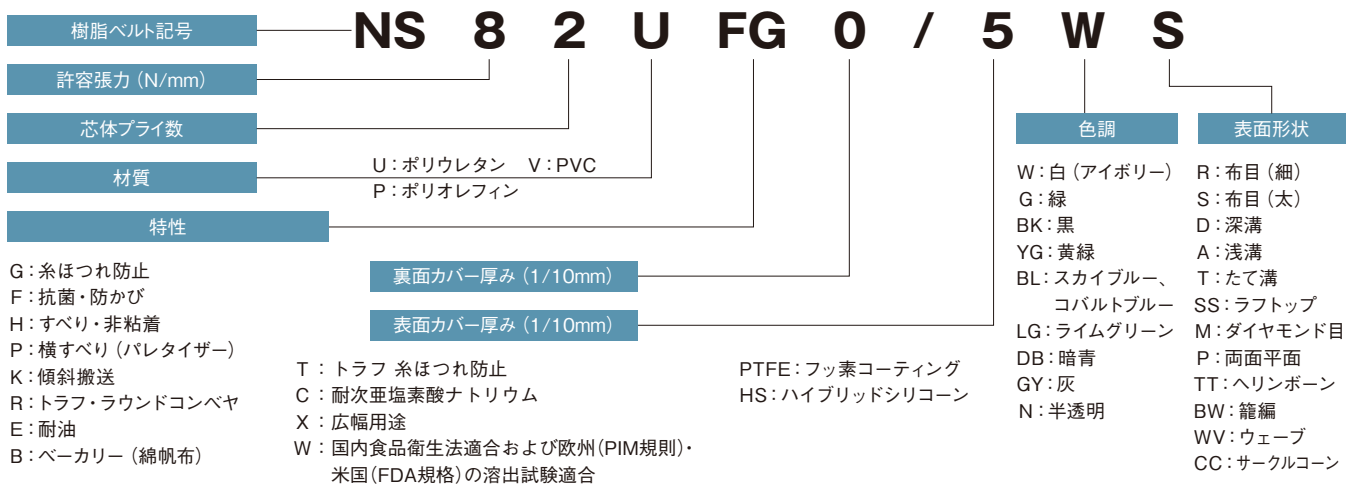 樹脂ベルト記号
NS 8 2 U FG 0 / 5 W S
許容張力（N/mm）
芯体プライ数
材質
U：ポリウレタン V：PVC
P：ポリオレフィン
特性
G：糸ほつれ防止
F：抗菌・防かび
H：すべり・非粘着
P：横すべり（パレタイザー）
K：傾斜搬送
R：トラフ・ラウンドコンベヤ
E：耐油
B：ベーカリー（綿帆布）
裏面カバー厚み（1/10mm）
表面カバー厚み（1/10mm）
T：トラフ 糸ほつれ防止
C：耐次亜塩素酸ナトリウム
X：広幅用途
W：国内食品衛生法適合および欧州（PIM規則）・
米国（FDA規格）の溶出試験適合
PTFE：フッ素コーティング
HS：ハイブリッドシリコーン
色調
W：白（アイボリー）
G：緑
BK：黒
YG：黄緑
BL：スカイブルー、
コバルトブルー
LG：ライムグリーン
DB：暗青
GY：灰
N：半透明
表面形状
R：布目（細）
S：布目（太）
D：深溝
A：浅溝
T：たて溝
SS：ラフトップ
M：ダイヤモンド目
P：両面平面
TT：ヘリンボーン
BW：籠編
WV：ウェーブ
CC：サークルコーン